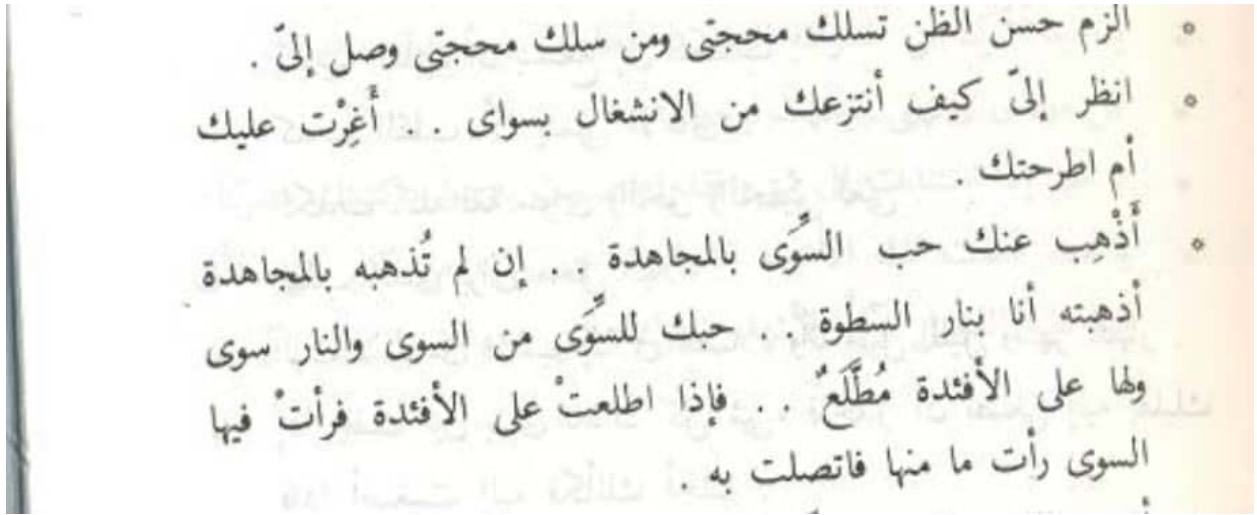 • الزم حسن الظن تسلك محجتى ومن سلك محجتى وصل إلىّ .
• انظر إلىّ كيف أنتزعك من الانشغال بسواى . . أَغِرْت عليك
أم اطرحتك .
• أَذْهِب عنك حب السِّوَى بالمجاهدة . . إن لم تُذهبه بالمجاهدة
أذهبته أنا بنار السطوة . . حبك للسِّوَى من السوى والنار سوى
ولها على الأفئدة مُطَّلَعٌ . . فإذا اطلعتْ على الأفئدة فرأتْ فيها
السوى رأت ما منها فاتصلت به .